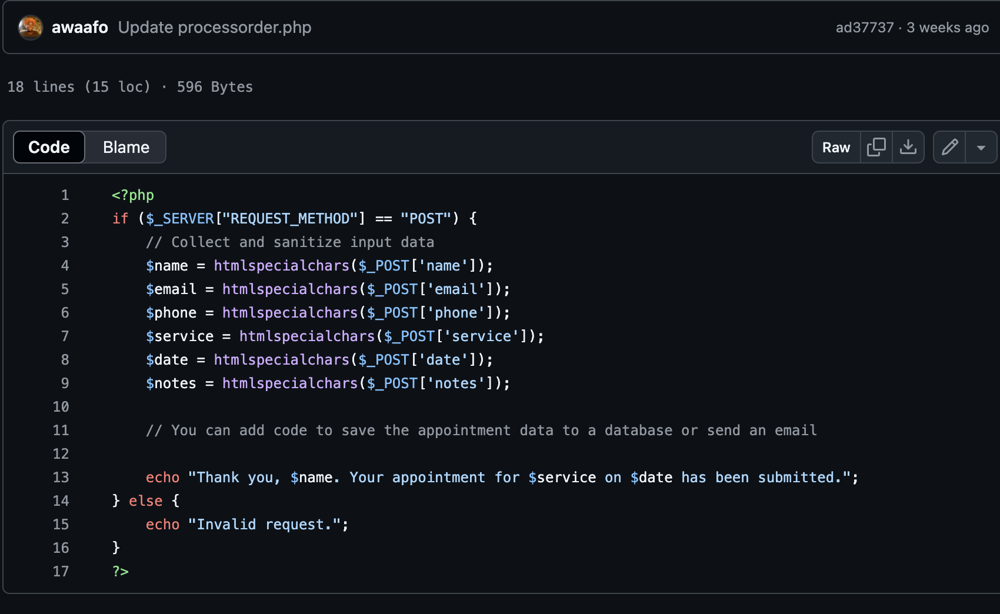 awaafo Update processorder.php ad37737 · 3 weeks ago
18 lines (15 loc) · 596 Bytes
Code Blame Raw
1 <?php
2 if ($_SERVER["REQUEST_METHOD"] == "POST") {
3     // Collect and sanitize input data
4     $name = htmlspecialchars($_POST['name']);
5     $email = htmlspecialchars($_POST['email']);
6     $phone = htmlspecialchars($_POST['phone']);
7     $service = htmlspecialchars($_POST['service']);
8     $date = htmlspecialchars($_POST['date']);
9     $notes = htmlspecialchars($_POST['notes']);
10
11     // You can add code to save the appointment data to a database or send an email
12
13     echo "Thank you, $name. Your appointment for $service on $date has been submitted.";
14 } else {
15     echo "Invalid request.";
16 }
17 ?>